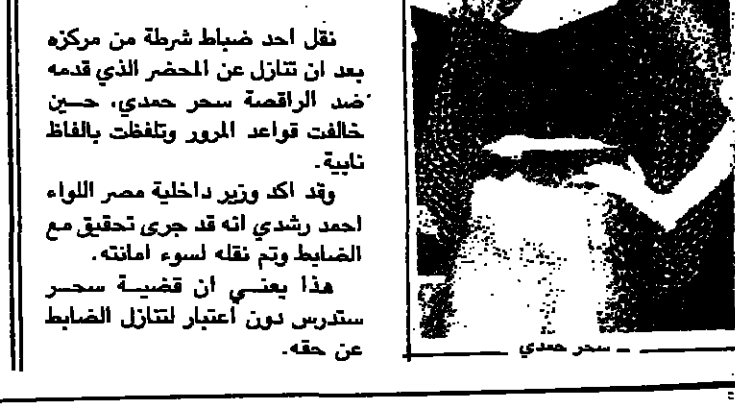 نقل احد ضباط شرطة من مركزه
بعد ان تنازل عن المحضر الذي قدمه
ضد الراقصة سحر حمدي، حسين
خالفت قواعد المرور وتلفظت بالفاظ
نابية.
وقد اكد وزير داخلية مصر اللواء
احمد رشدي انه قد جرى تحقيق مع
الضابط وتم نقله لسوء امانته.
هذا يعني ان قضية سحر
ستدرس دون أعتبار لتنازل الضابط
عن حقه.
سحر حمدي